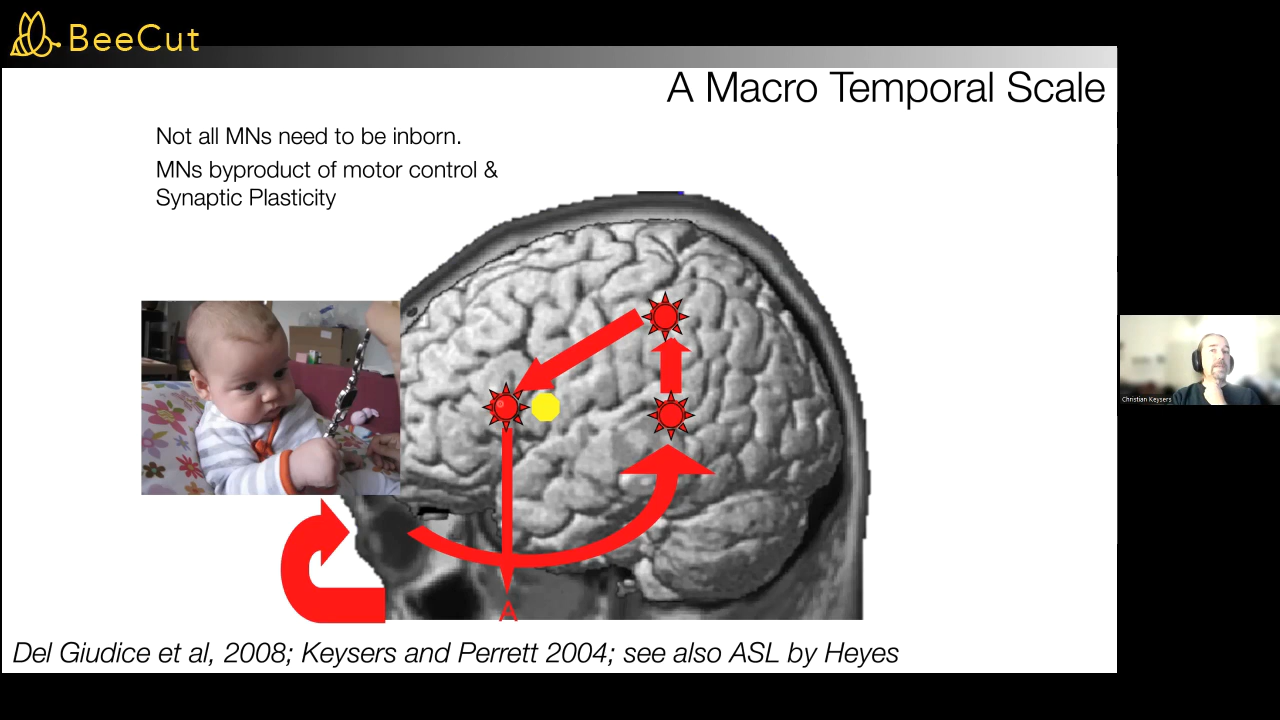 BeeCut
A Macro Temporal Scale
Not all MNs need to be inborn.
MNs byproduct of motor control &
Synaptic Plasticity
A
Del Giudice et al, 2008; Keysers and Perrett 2004; see also ASL by Heyes
Christian Keysers